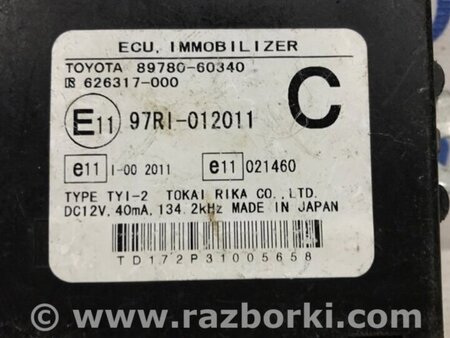 ECU, IMMOBILIZER
TOYOTA 89780-60340
626317-000
C
E11 97RI-012011
e11 I-00 2011 e11 021460
TYPE TYI-2 TOKAI RIKA CO.,LTD.
DC12V, 40mA, 134.2kHz MADE IN JAPAN
TD172P31005658
© www.razborki.com